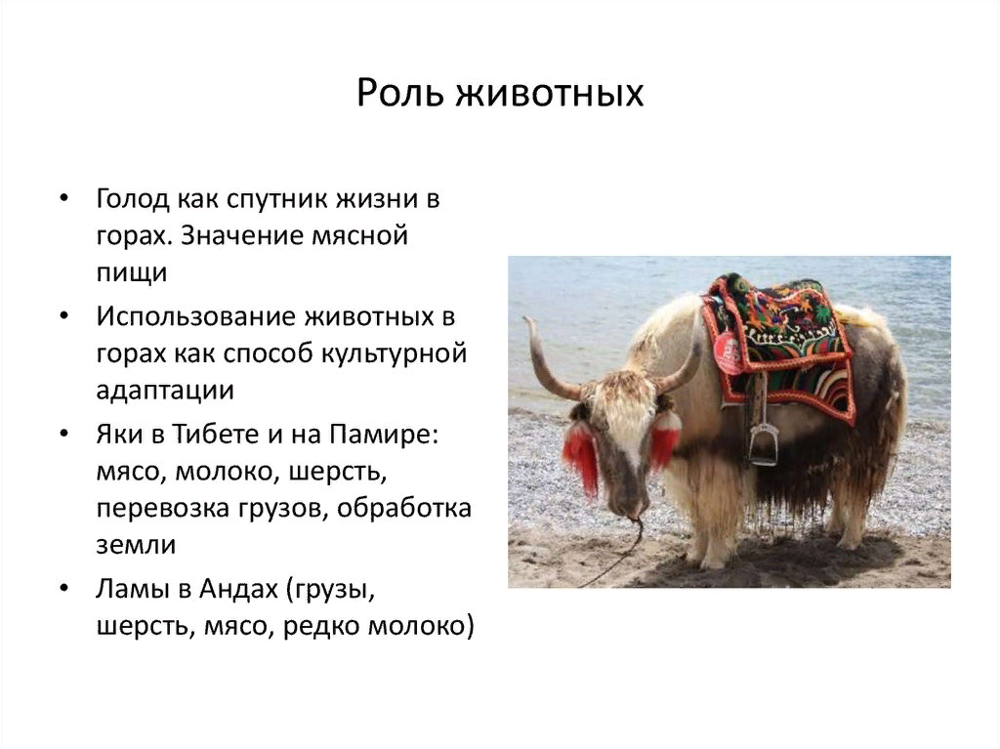 Роль животных
• Голод как спутник жизни в
горах. Значение мясной
пищи
• Использование животных в
горах как способ культурной
адаптации
• Яки в Тибете и на Памире:
мясо, молоко, шерсть,
перевозка грузов, обработка
земли
• Ламы в Андах (грузы,
шерсть, мясо, редко молоко)